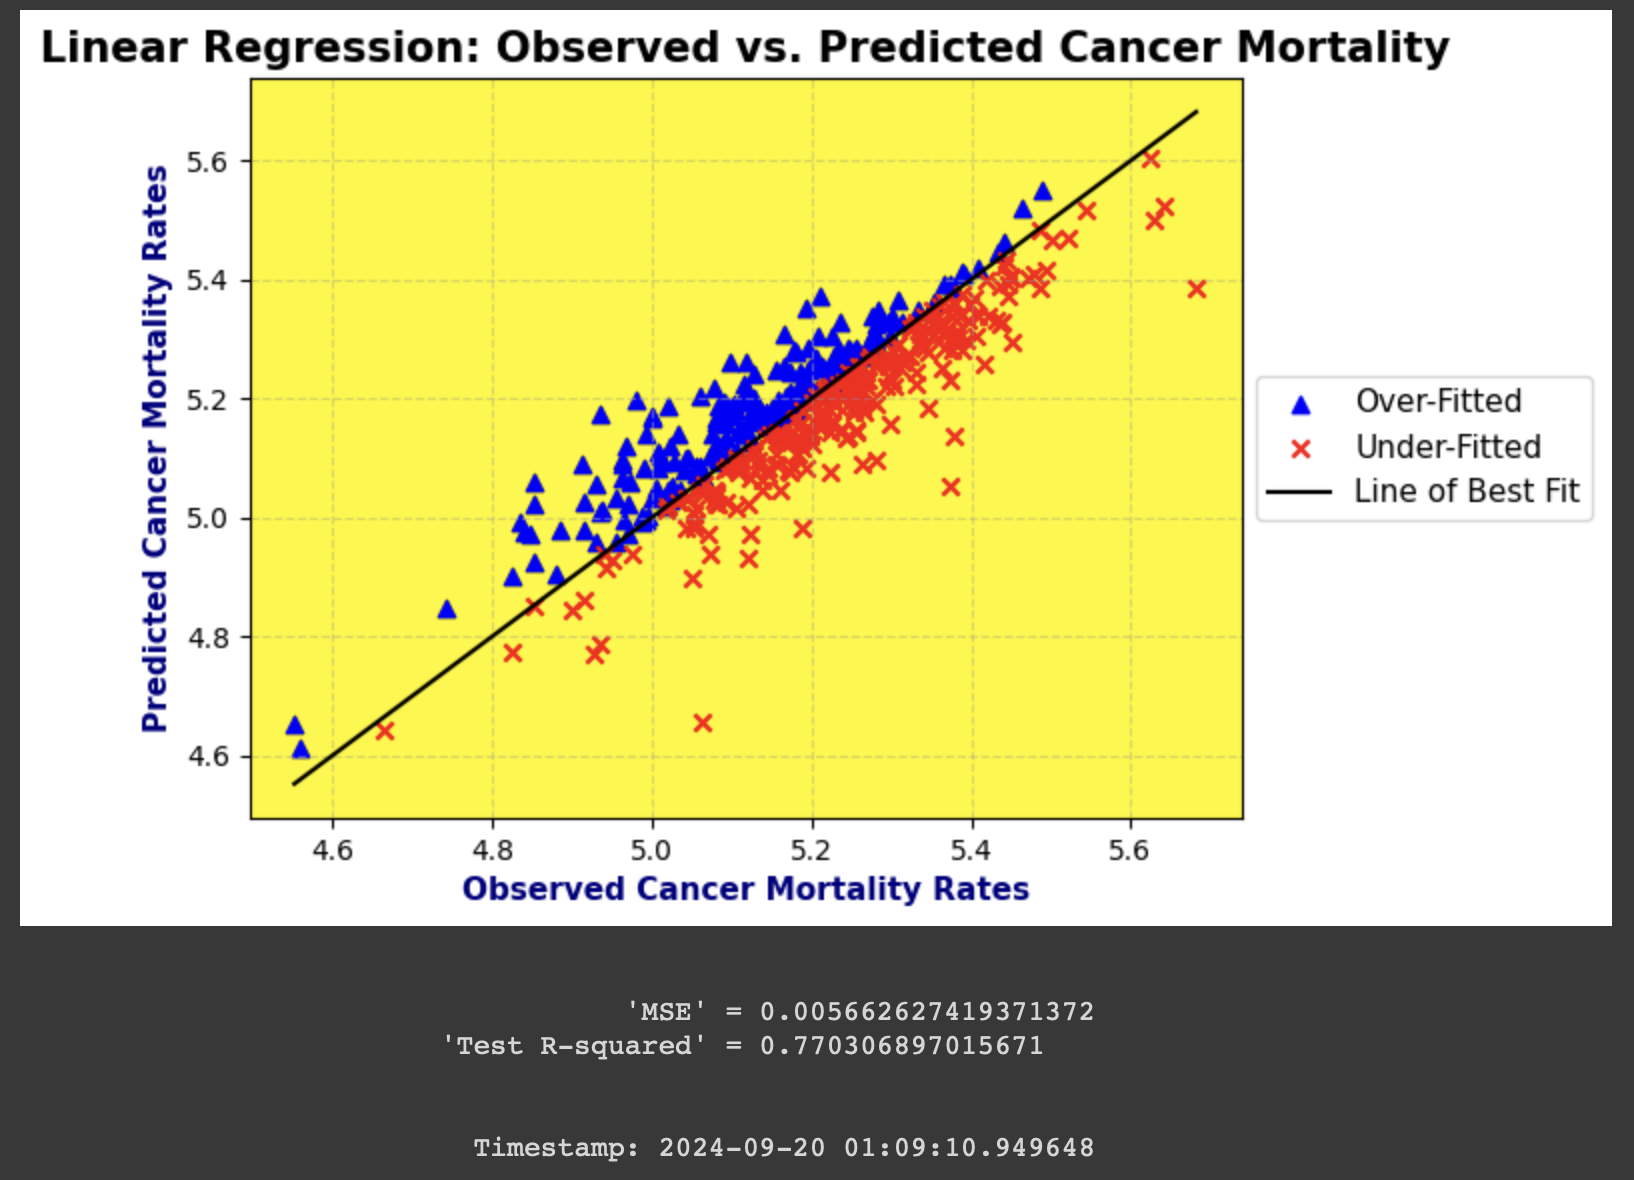 Linear Regression: Observed vs. Predicted Cancer Mortality
Predicted Cancer Mortality Rates
5.6
5.4
5.2
5.0
4.8
4.6
4.6 4.8 5.0 5.2 5.4 5.6
Observed Cancer Mortality Rates
Over-Fitted
Under-Fitted
Line of Best Fit
'MSE' = 0.005662627419371372
'Test R-squared' = 0.770306897015671
Timestamp: 2024-09-20 01:09:10.949648